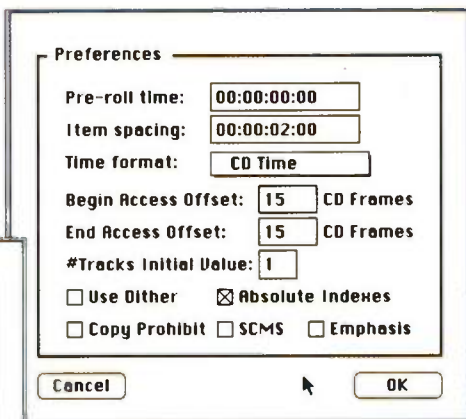 Preferences
Pre-roll time: 00:00:00:00
Item spacing: 00:00:02:00
Time format: CD Time
Begin Access Offset: 15 CD Frames
End Access Offset: 15 CD Frames
#Tracks Initial Value: 1
Use Dither Absolute Indexes
Copy Prohibit SCMS Emphasis
Cancel OK